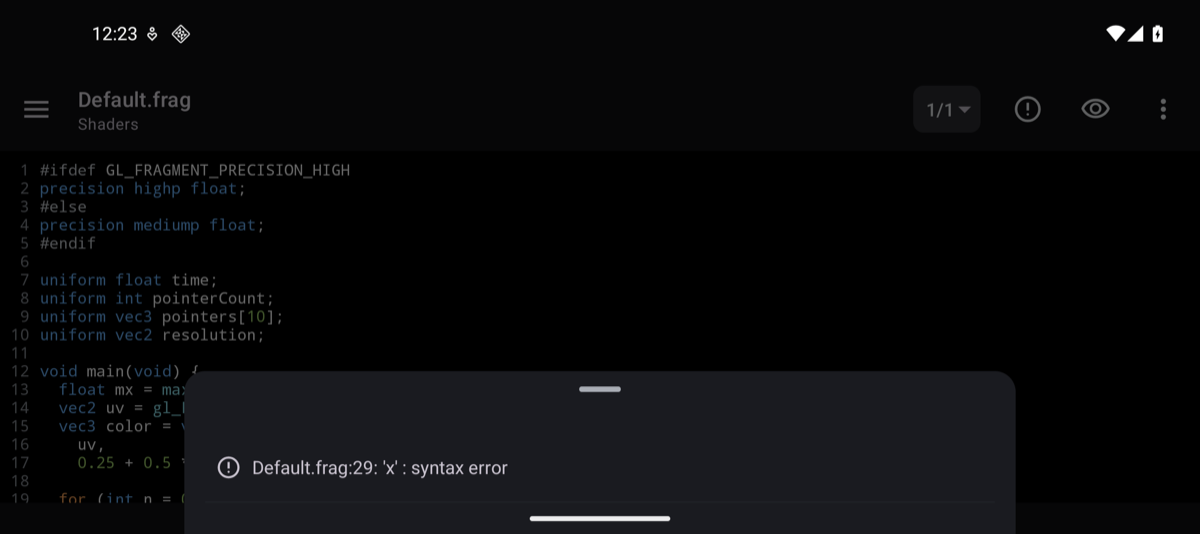 12:23
Default.frag
Shaders
1/1
1 #ifdef GL_FRAGMENT_PRECISION_HIGH
2 precision highp float;
3 #else
4 precision mediump float;
5 #endif
6
7 uniform float time;
8 uniform int pointerCount;
9 uniform vec3 pointers[10];
10 uniform vec2 resolution;
11
12 void main(void) {
13 float mx =
14 vec2 uv =
15 vec3 color =
16 uv,
17 0.25 + 0.5
18
19 for (int n =
Default.frag:29: 'x' : syntax error